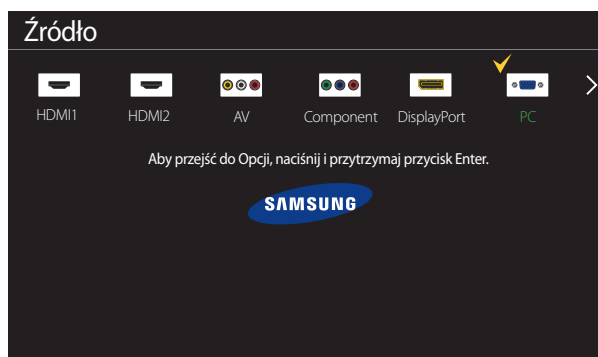 Źródło
HDMI1 HDMI2 AV Component DisplayPort PC
Aby przejść do Opcji, naciśnij i przytrzymaj przycisk Enter.
SAMSUNG